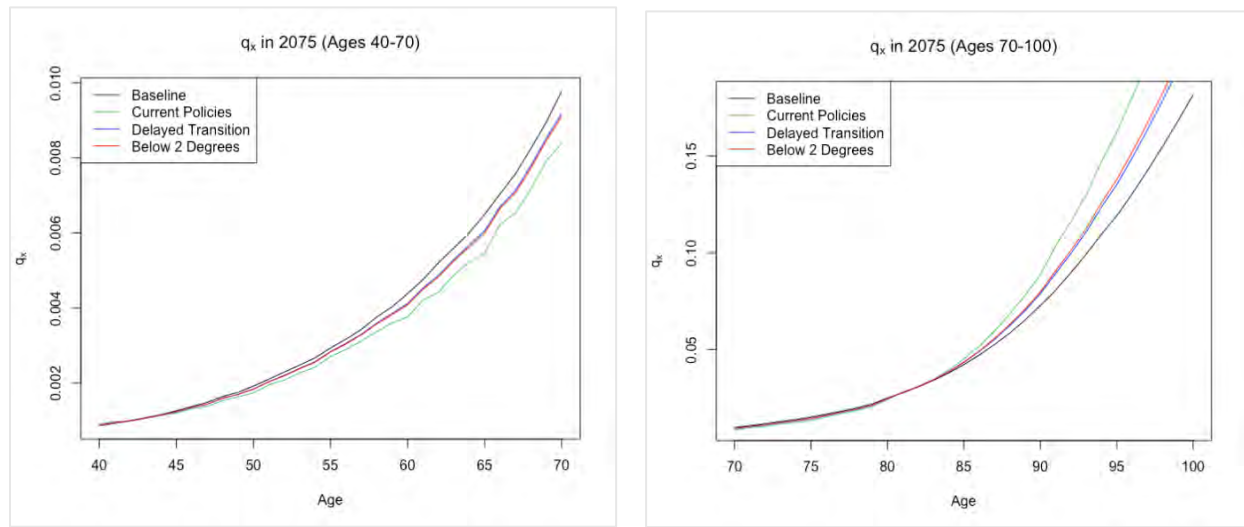 qx in 2075 (Ages 40-70)
Baseline
Current Policies
Delayed Transition
Below 2 Degrees
qx
0.010
0.008
0.006
0.004
0.002
40 45 50 55 60 65 70
Age
qx in 2075 (Ages 70-100)
Baseline
Current Policies
Delayed Transition
Below 2 Degrees
qx
0.15
0.10
0.05
70 75 80 85 90 95 100
Age